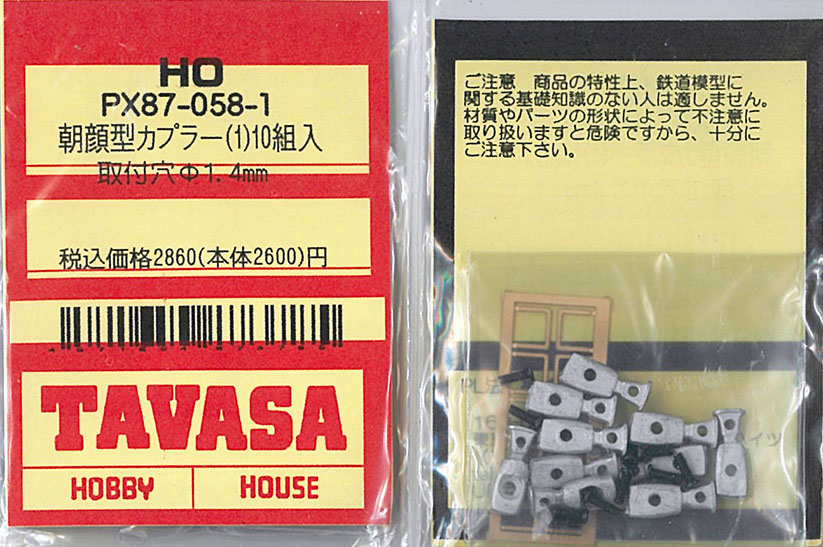 HO
PX87-058-1
朝顔型カプラー(1)10組入
取付穴Φ1.4mm
税込価格2860(本体2600)円
TAVASA
HOBBY HOUSE
ご注意 商品の特性上、鉄道模型に
関する基礎知識のない人は適しません。
材質やパーツの形状によって不注意に
取り扱いますと危険ですから、十分に
ご注意下さい。